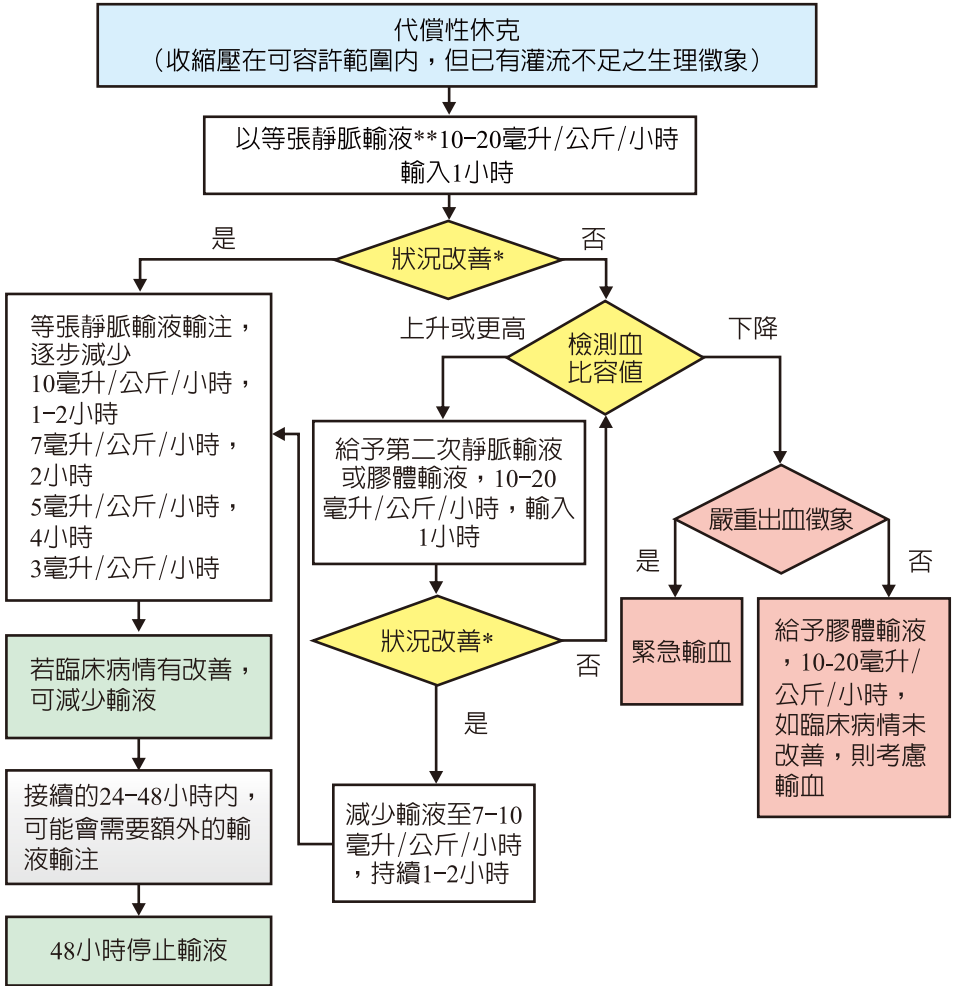 代償性休克
（收縮壓在可容許範圍内，但已有灌流不足之生理徵象）
以等張靜脈輸液**10−20毫升/公斤/小時
輸入1小時
狀況改善*
是
否
等張靜脈輸液輸注，
逐步減少
10毫升/公斤/小時，
1−2小時
7毫升/公斤/小時，
2小時
5毫升/公斤/小時，
4小時
3毫升/公斤/小時
若臨床病情有改善，
可減少輸液
接續的24−48小時内，
可能會需要額外的輸
液輸注
48小時停止輸液
檢測血
比容值
上升或更高
下降
給予第二次靜脈輸液
或膠體輸液，10−20
毫升/公斤/小時，輸入
1小時
狀況改善*
否
是
減少輸液至7−10
毫升/公斤/小時
，持續1−2小時
嚴重出血徵象
是
否
緊急輸血
給予膠體輸液
，10-20毫升/
公斤/小時，
如臨床病情未
改善，則考慮
輸血